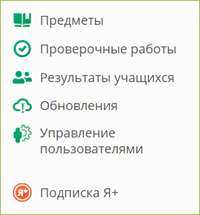 Предметы
Проверочные работы
Результаты учащихся
Обновления
Управление
пользователями
Я+ Подписка Я+